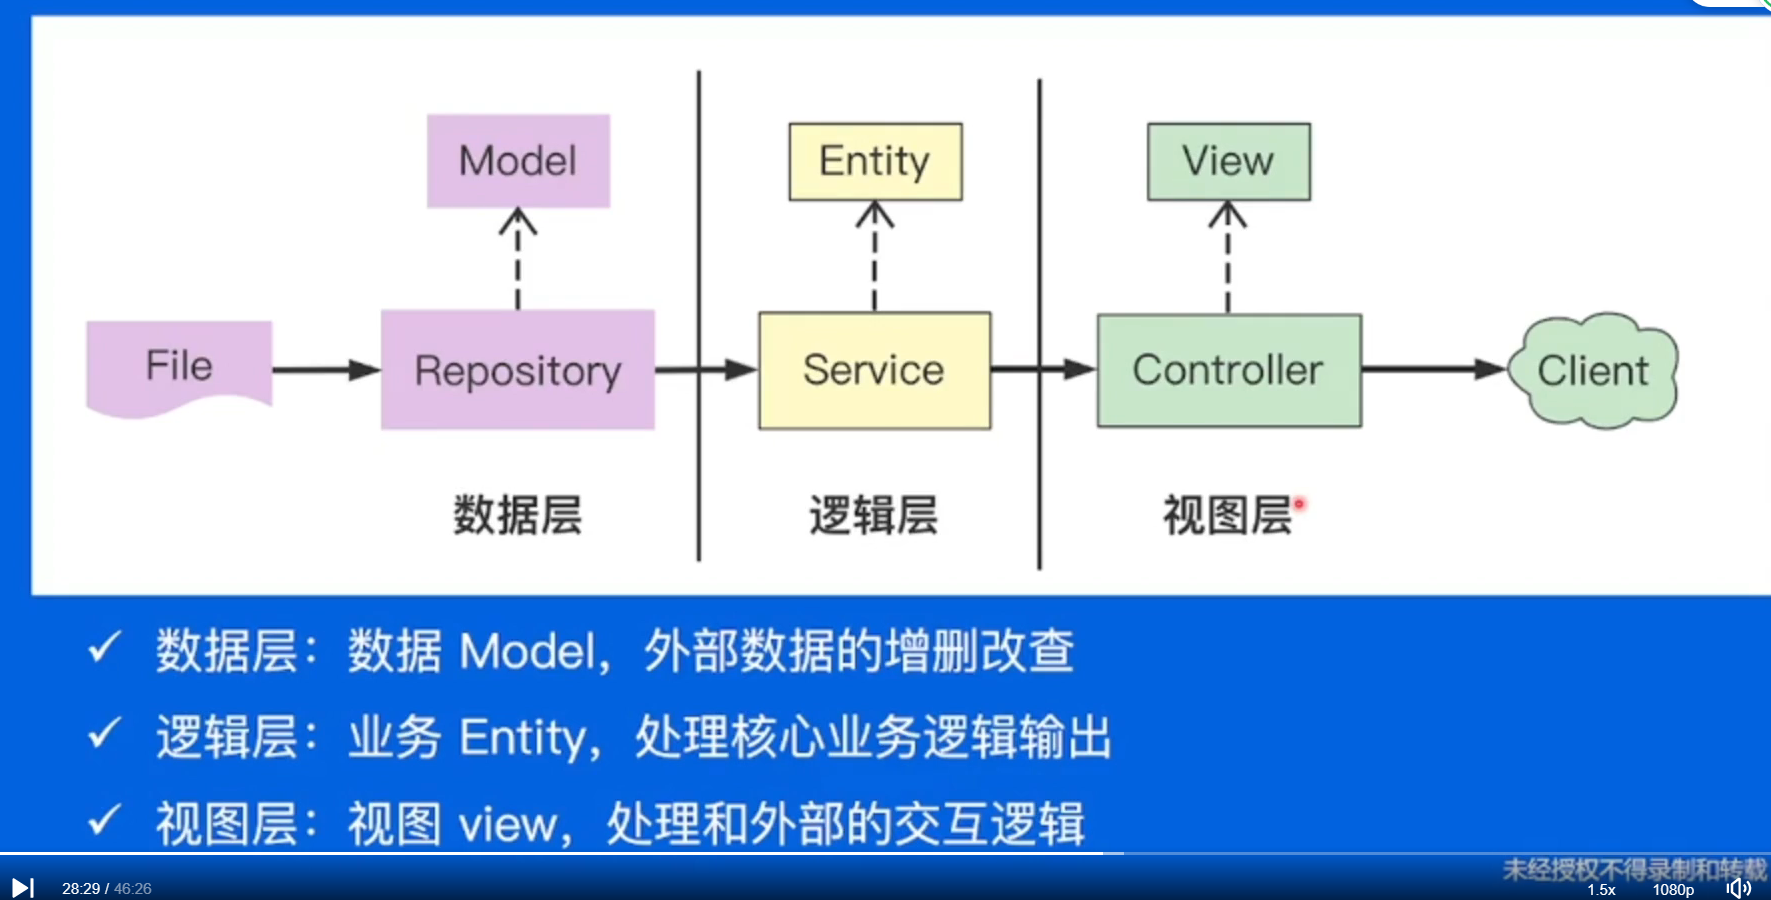 Model
Entity
View
File
Repository
Service
Controller
Client
数据层
逻辑层
视图层
✓ 数据层：数据 Model，外部数据的增删改查
✓ 逻辑层：业务 Entity，处理核心业务逻辑输出
✓ 视图层：视图 view，处理和外部的交互逻辑
未经授权不得录制和转载
28:29 / 46:26
1.5x
1080p